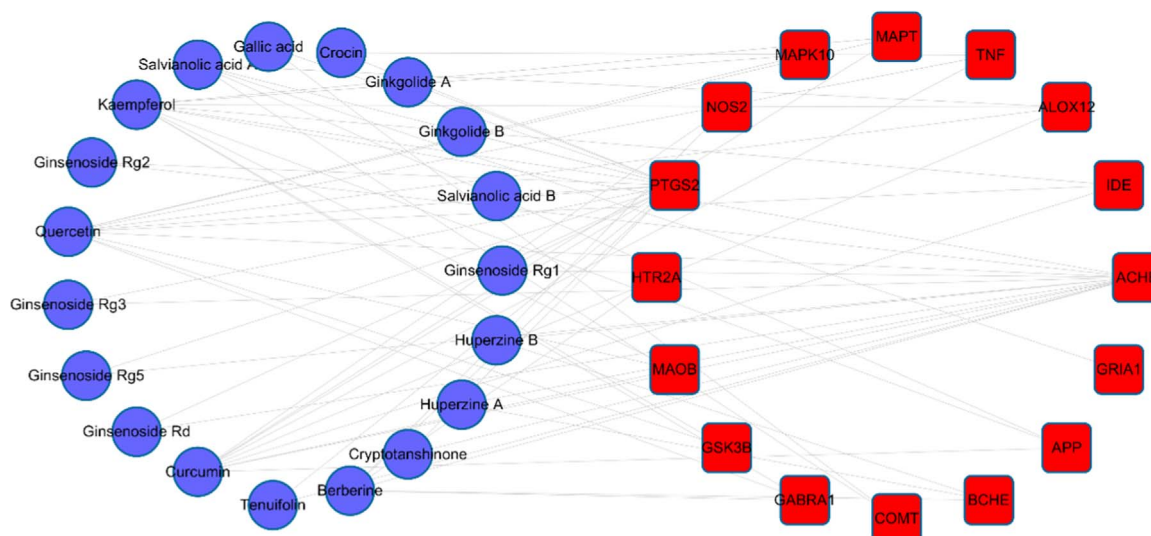 Gallic acid
Crocin
Salvianolic acid A
Ginkgolide A
Kaempferol
Ginkgolide B
Ginsenoside Rg2
Salvianolic acid B
Quercetin
Ginsenoside Rg1
Ginsenoside Rg3
Huperzine B
Ginsenoside Rg5
Huperzine A
Ginsenoside Rd
Cryptotanshinone
Curcumin
Berberine
Tenuifolin
MAPT
MAPK10
TNF
NOS2
ALOX12
PTGS2
IDE
HTR2A
ACHE
MAOB
GRIA1
GSK3B
APP
GABRA1
BCHE
COMT